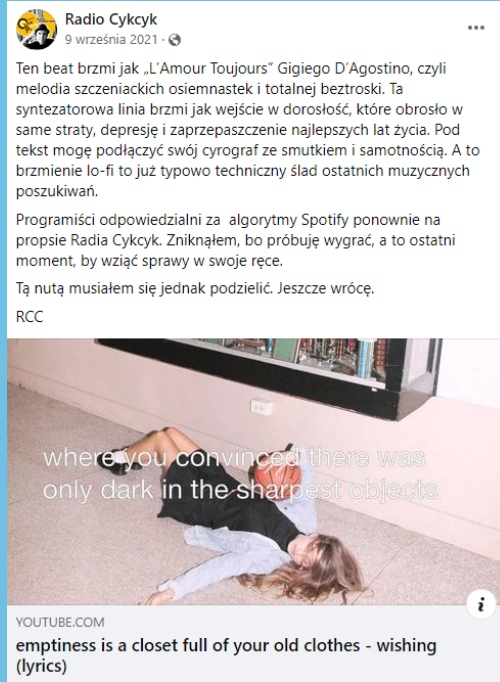 Radio Cykcyk
9 września 2021 ·
Ten beat brzmi jak „L'Amour Toujours" Gigiego D'Agostino, czyli
melodia szczeniackich osiemnastek i totalnej beztroski. Ta
syntezatorowa linia brzmi jak wejście w dorosłość, które obrosło w
same straty, depresję i zaprzepaszczenie najlepszych lat życia. Pod
tekst mogę podłączyć swój cyrograf ze smutkiem i samotnością. A to
brzmienie lo-fi to już typowo techniczny ślad ostatnich muzycznych
poszukiwań.
Programiści odpowiedzialni za algorytmy Spotify ponownie na
propsie Radia Cykcyk. Zniknąłem, bo próbuję wygrać, a to ostatni
moment, by wziąć sprawy w swoje ręce.
Tą nutą musiałem się jednak podzielić. Jeszcze wrócę.
RCC
where you convinced there was
only dark in the sharpest objects
YOUTUBE.COM
emptiness is a closet full of your old clothes - wishing
(lyrics)